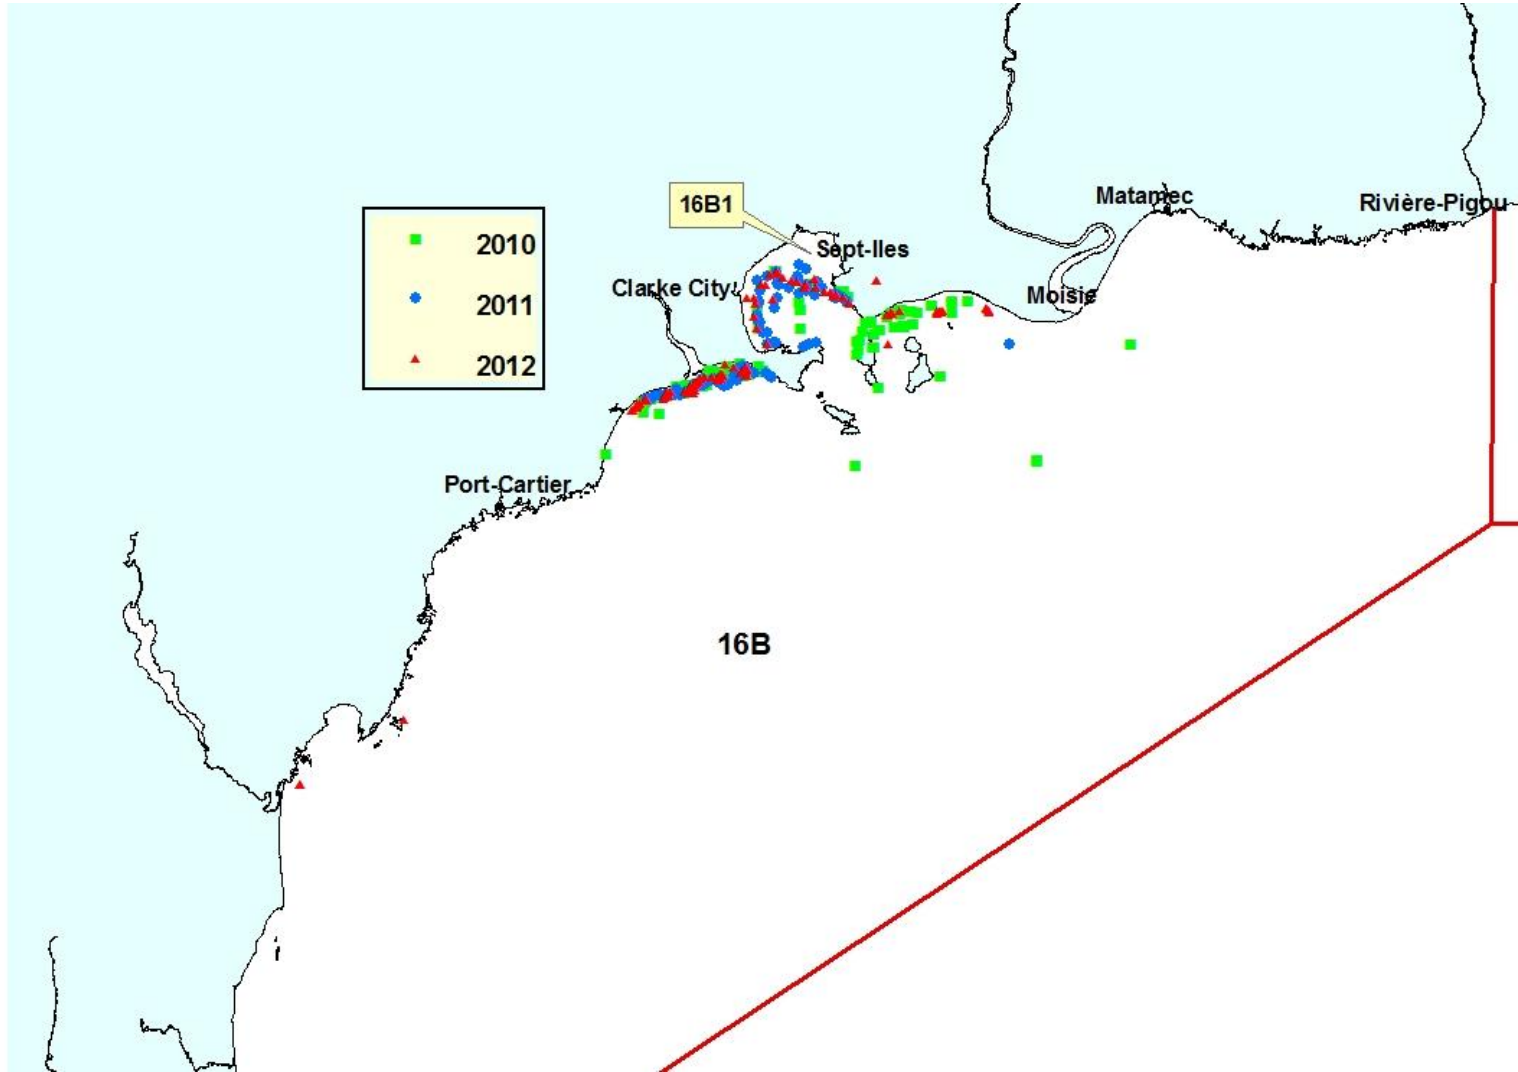 Matamec
16B1
Rivière-Pigou
2010
Sept-Iles
2011
Clarke City
Moisie
2012
Port-Cartier
16B